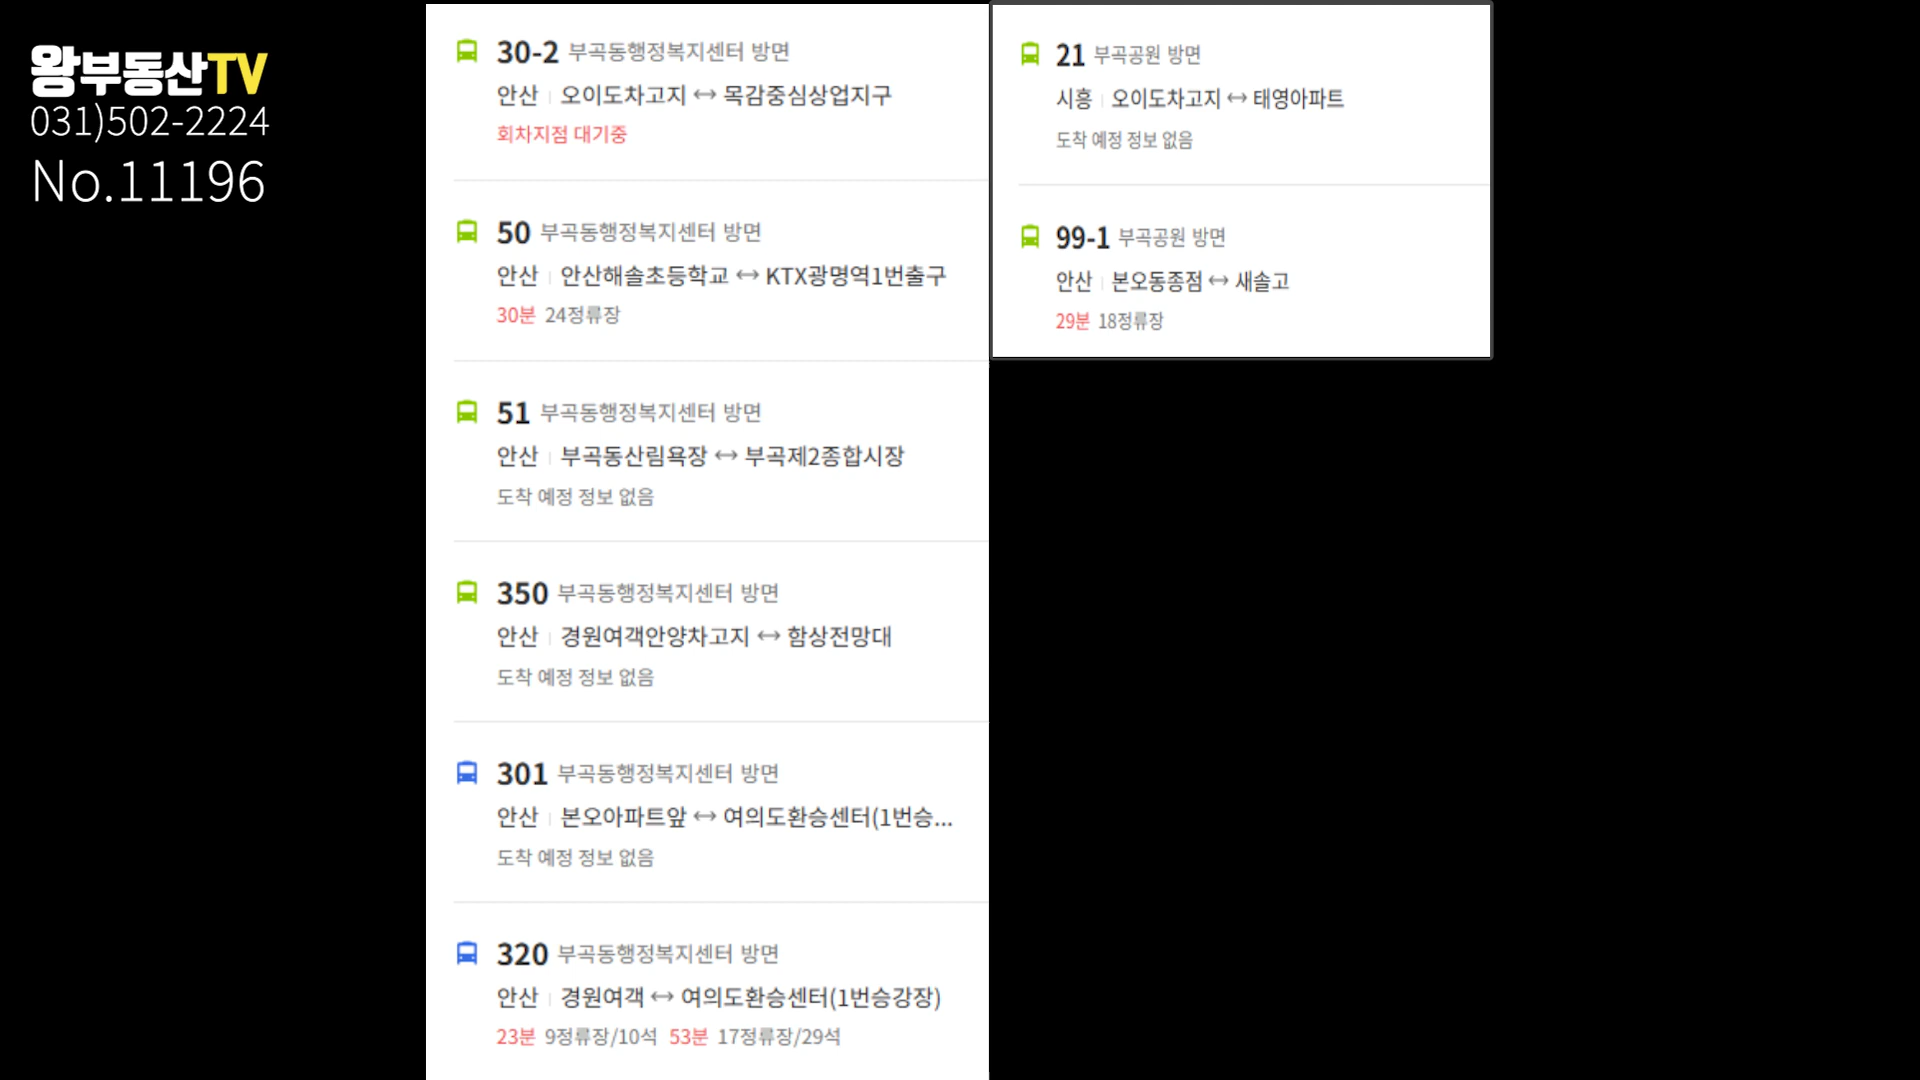 왕부동산TV
031)502-2224
No.11196
30-2 부곡동행정복지센터 방면
안산 오이도차고지 ↔ 목감중심상업지구
회차지점 대기중
50 부곡동행정복지센터 방면
안산 안산해솔초등학교 ↔ KTX광명역1번출구
30분 24정류장
51 부곡동행정복지센터 방면
안산 부곡동산림욕장 ↔ 부곡제2종합시장
도착 예정 정보 없음
350 부곡동행정복지센터 방면
안산 경원여객안양차고지 ↔ 함상전망대
도착 예정 정보 없음
301 부곡동행정복지센터 방면
안산 본오아파트앞 ↔ 여의도환승센터(1번승...
도착 예정 정보 없음
320 부곡동행정복지센터 방면
안산 경원여객 ↔ 여의도환승센터(1번승강장)
23분 9정류장/10석 53분 17정류장/29석
21 부곡공원 방면
시흥 오이도차고지 ↔ 태영아파트
도착 예정 정보 없음
99-1 부곡공원 방면
안산 본오동종점 ↔ 새솔고
29분 18정류장